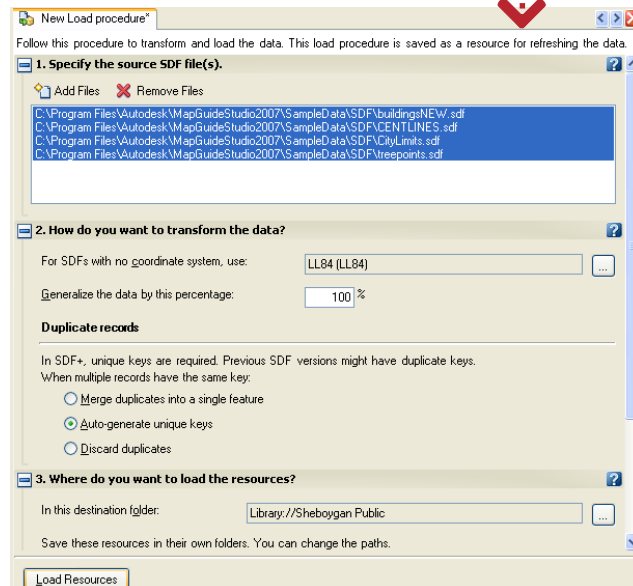 New Load procedure*
Follow this procedure to transform and load the data. This load procedure is saved as a resource for refreshing the data.
1. Specify the source SDF file(s).
Add Files Remove Files
C:\Program Files\Autodesk\MapGuideStudio2007\SampleData\SDF\buildingsNEW.sdf
C:\Program Files\Autodesk\MapGuideStudio2007\SampleData\SDF\CENTLINES.sdf
C:\Program Files\Autodesk\MapGuideStudio2007\SampleData\SDF\CityLimits.sdf
C:\Program Files\Autodesk\MapGuideStudio2007\SampleData\SDF\treepoints.sdf
2. How do you want to transform the data?
For SDFs with no coordinate system, use: LL84 (LL84) ...
Generalize the data by this percentage: 100 %
Duplicate records
In SDF+, unique keys are required. Previous SDF versions might have duplicate keys.
When multiple records have the same key:
Merge duplicates into a single feature
Auto-generate unique keys
Discard duplicates
3. Where do you want to load the resources?
In this destination folder: Library://Sheboygan Public ...
Save these resources in their own folders. You can change the paths.
Load Resources